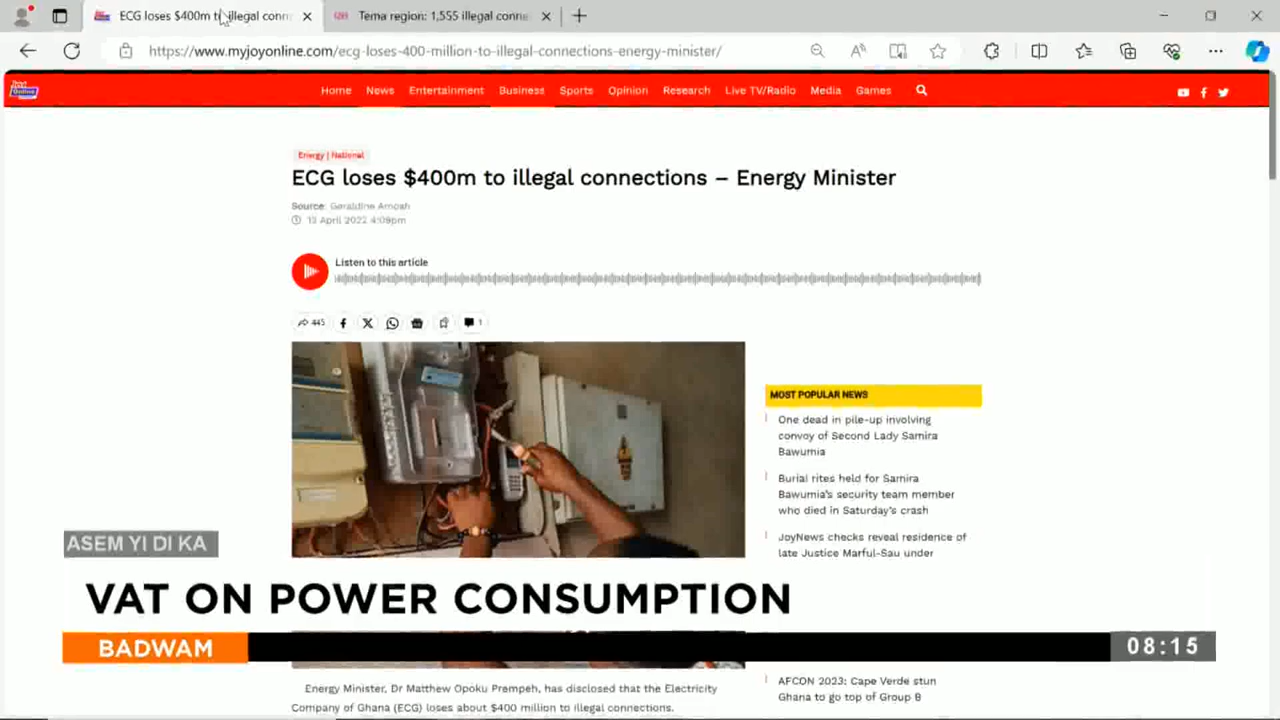 ECG loses $400m to illegal conn
Tema region: 1,555 illegal conne
https://www.myjoyonline.com/ecg-loses-400-million-to-illegal-connections-energy-minister/
Home News Entertainment Business Sports Opinion Research Live TV/Radio Media Games
Energy | National
ECG loses $400m to illegal connections – Energy Minister
Source: Geraldine Amoah
13 April 2022 4:09pm
Listen to this article
445
1
MOST POPULAR NEWS
One dead in pile-up involving
convoy of Second Lady Samira
Bawumia
Burial rites held for Samira
Bawumia's security team member
who died in Saturday's crash
JoyNews checks reveal residence of
late Justice Marful-Sau under
ASEM YI DI KA
VAT ON POWER CONSUMPTION
BADWAM
08:15
AFCON 2023: Cape Verde stun
Ghana to go top of Group B
Energy Minister, Dr Matthew Opoku Prempeh, has disclosed that the Electricity
Company of Ghana (ECG) loses about $400 million to illegal connections.